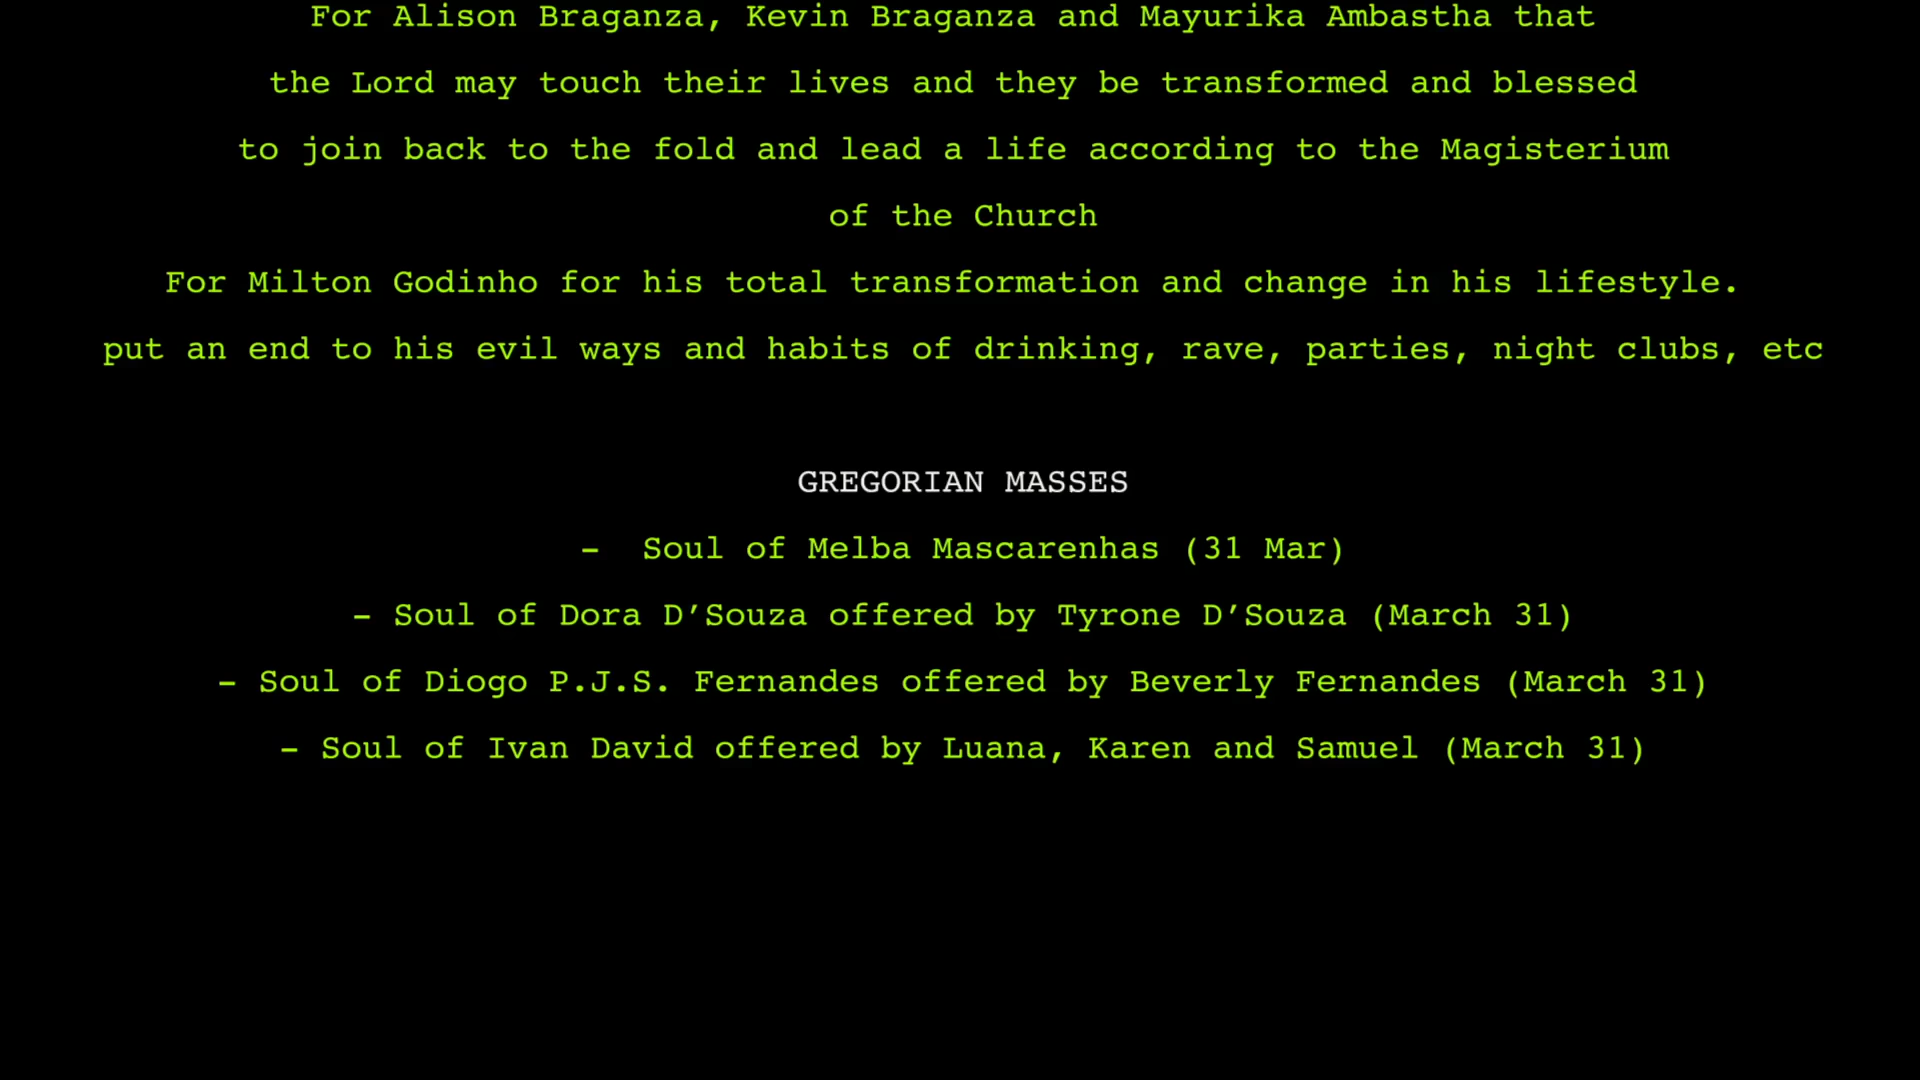 For Alison Braganza, Kevin Braganza and Mayurika Ambastha that
the Lord may touch their lives and they be transformed and blessed
to join back to the fold and lead a life according to the Magisterium
of the Church
For Milton Godinho for his total transformation and change in his lifestyle.
put an end to his evil ways and habits of drinking, rave, parties, night clubs, etc
GREGORIAN MASSES
-  Soul of Melba Mascarenhas (31 Mar)
- Soul of Dora D’Souza offered by Tyrone D’Souza (March 31)
- Soul of Diogo P.J.S. Fernandes offered by Beverly Fernandes (March 31)
- Soul of Ivan David offered by Luana, Karen and Samuel (March 31)